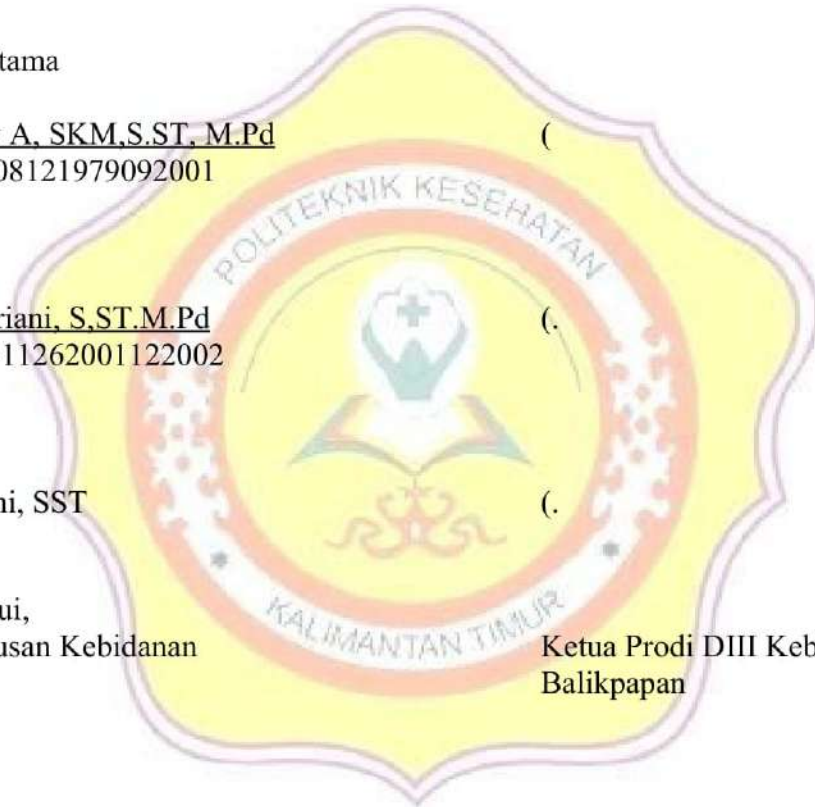 tama
A, SKM,S.ST, M.Pd (
08121979092001
POLITEKNIK KESEHATAN
riani, S,ST.M.Pd (.
11262001122002
ni, SST (.
KALIMANTAN TIMUR
ui,
usan Kebidanan Ketua Prodi DIII Keb
Balikpapan